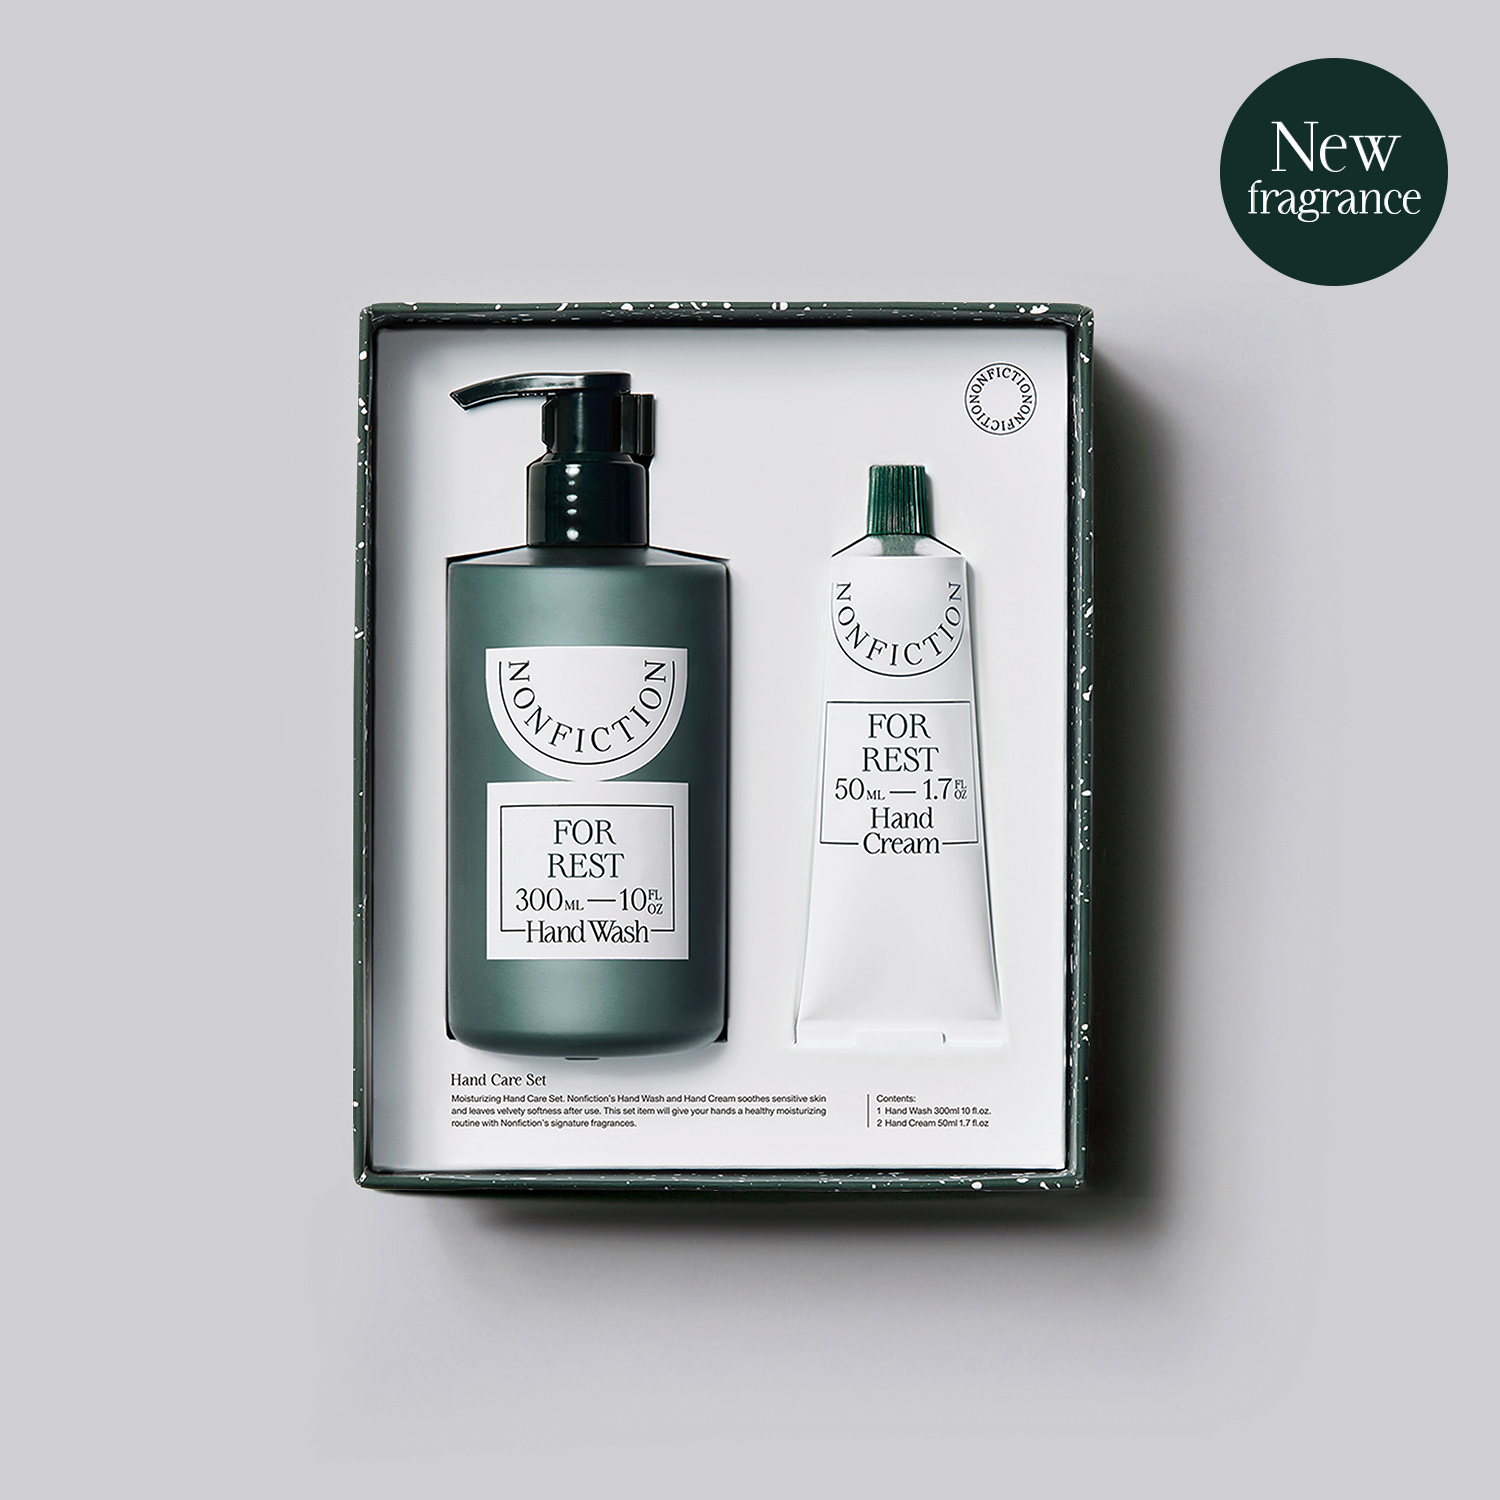 New
fragrance
NONFICTIONONFICTIONONFICTIO
NONFICTION
FOR
REST
300ML—10FL OZ
Hand Wash
NONFICTION
FOR
REST
50ML—1.7FL OZ
Hand
Cream
Hand Care Set
Moisturizing Hand Care Set. Nonfiction's Hand Wash and Hand Cream soothes sensitive skin
and leaves velvety softness after use. This set item will give your hands a healthy moisturizing
routine with Nonfiction's signature fragrances.
Contents:
1 Hand Wash 300ml 10 fl.oz.
2 Hand Cream 50ml 1.7 fl.oz